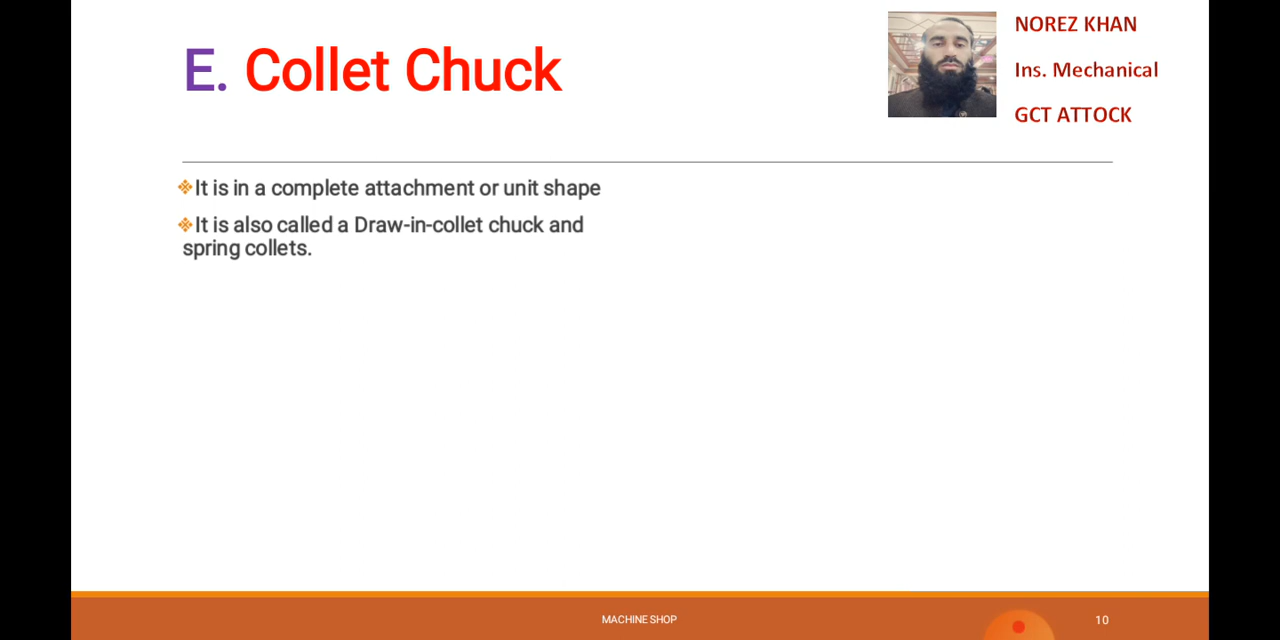 E. Collet Chuck
NOREZ KHAN
Ins. Mechanical
GCT ATTOCK
It is in a complete attachment or unit shape
It is also called a Draw-in-collet chuck and
spring collets.
MACHINE SHOP
10